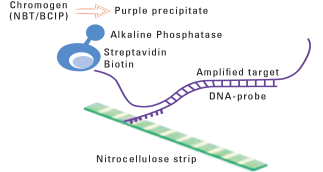 Chromogen
(NBT/BCIP)
Purple precipitate
Alkaline Phosphatase
Streptavidin
Biotin
Amplified target
DNA-probe
Nitrocellulose strip